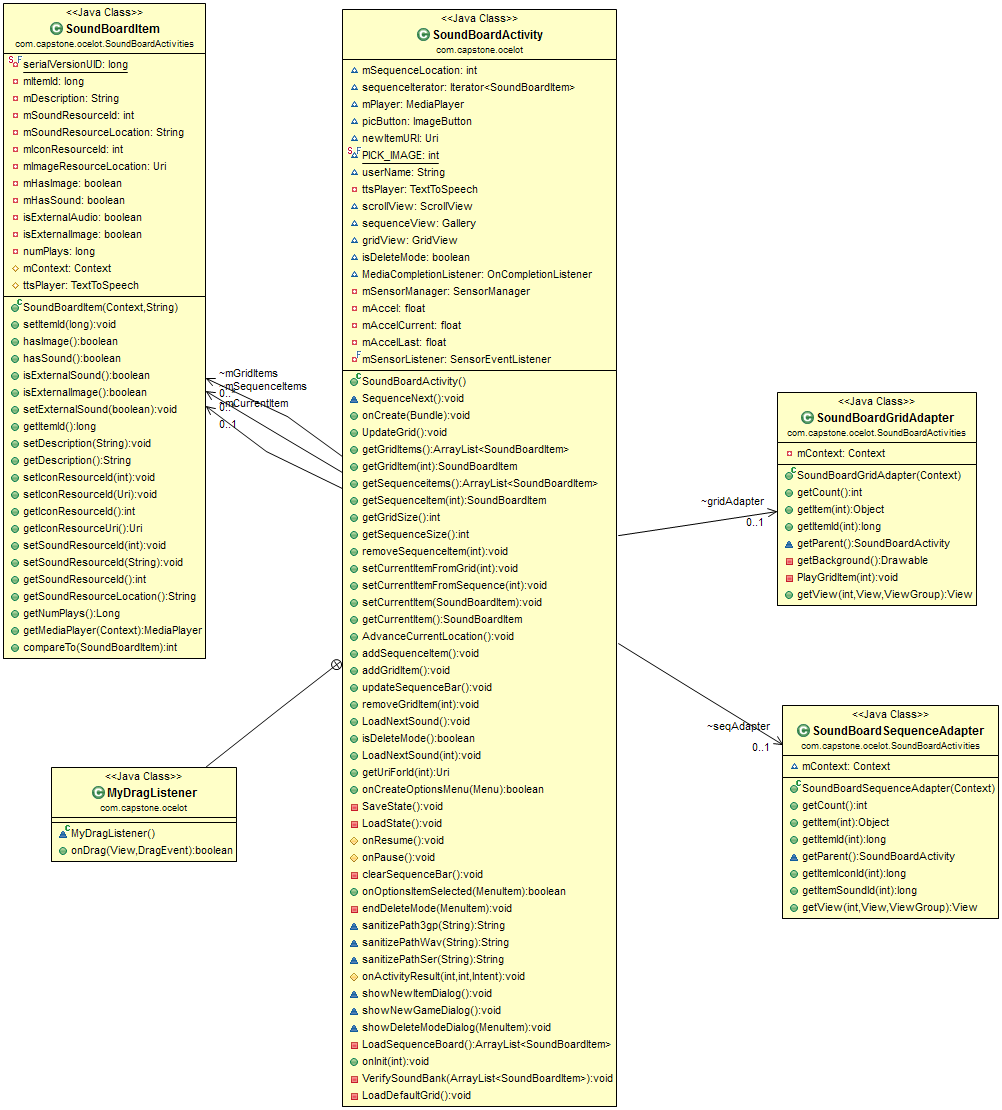 <<Java Class>>
SoundBoardItem
com.capstone.ocelot.SoundBoardActivities
serialVersionUID: long
mItemId: long
mDescription: String
mSoundResourceId: int
mSoundResourceLocation: String
mIconResourceId: int
mImageResourceLocation: Uri
mHasImage: boolean
mHasSound: boolean
isExternalAudio: boolean
isExternalImage: boolean
numPlays: long
mContext: Context
ttsPlayer: TextToSpeech
SoundBoardItem(Context,String)
setItemId(long):void
hasImage():boolean
hasSound():boolean
isExternalSound():boolean
isExternalImage():boolean
setExternalSound(boolean):void
getItemId():long
setDescription(String):void
getDescription():String
setIconResourceId(int):void
setIconResourceId(Uri):void
getIconResourceId():int
getIconResourceUri():Uri
setSoundResourceId(int):void
setSoundResourceId(String):void
getSoundResourceId():int
getSoundResourceLocation():String
getNumPlays():Long
getMediaPlayer(Context):MediaPlayer
compareTo(SoundBoardItem):int
<<Java Class>>
SoundBoardActivity
com.capstone.ocelot
mSequenceLocation: int
sequenceIterator: Iterator<SoundBoardItem>
mPlayer: MediaPlayer
picButton: ImageButton
newItemURI: Uri
PICK_IMAGE: int
userName: String
ttsPlayer: TextToSpeech
scrollView: ScrollView
sequenceView: Gallery
gridView: GridView
isDeleteMode: boolean
MediaCompletionListener: OnCompletionListener
mSensorManager: SensorManager
mAccel: float
mAccelCurrent: float
mAccelLast: float
mSensorListener: SensorEventListener
SoundBoardActivity()
SequenceNext():void
onCreate(Bundle):void
UpdateGrid():void
getGridItems():ArrayList<SoundBoardItem>
getGridItem(int):SoundBoardItem
getSequenceitems():ArrayList<SoundBoardItem>
getSequenceItem(int):SoundBoardItem
getGridSize():int
getSequenceSize():int
removeSequenceItem(int):void
setCurrentItemFromGrid(int):void
setCurrentItemFromSequence(int):void
setCurrentItem(SoundBoardItem):void
getCurrentItem():SoundBoardItem
AdvanceCurrentLocation():void
addSequenceItem():void
addGridItem():void
updateSequenceBar():void
removeGridItem(int):void
LoadNextSound():void
isDeleteMode():boolean
LoadNextSound(int):void
getUriForId(int):Uri
onCreateOptionsMenu(Menu):boolean
SaveState():void
LoadState():void
onResume():void
onPause():void
clearSequenceBar():void
onOptionsItemSelected(MenuItem):boolean
endDeleteMode(MenuItem):void
sanitizePath3gp(String):String
sanitizePathWav(String):String
sanitizePathSer(String):String
onActivityResult(int,int,Intent):void
showNewItemDialog():void
showNewGameDialog():void
showDeleteModeDialog(MenuItem):void
LoadSequenceBoard():ArrayList<SoundBoardItem>
onInit(int):void
VerifySoundBank(ArrayList<SoundBoardItem>):void
LoadDefaultGrid():void
~mGridItems
~mSequenceItems
0..*
~mCurrentItem
0..1
<<Java Class>>
MyDragListener
com.capstone.ocelot
MyDragListener()
onDrag(View,DragEvent):boolean
~gridAdapter
0..1
<<Java Class>>
SoundBoardGridAdapter
com.capstone.ocelot.SoundBoardActivities
mContext: Context
SoundBoardGridAdapter(Context)
getCount():int
getItem(int):Object
getItemId(int):long
getParent():SoundBoardActivity
getBackground():Drawable
PlayGridItem(int):void
getView(int,View,ViewGroup):View
~seqAdapter
0..1
<<Java Class>>
SoundBoardSequenceAdapter
com.capstone.ocelot.SoundBoardActivities
mContext: Context
SoundBoardSequenceAdapter(Context)
getCount():int
getItem(int):Object
getItemId(int):long
getParent():SoundBoardActivity
getItemIconId(int):long
getItemSoundId(int):long
getView(int,View,ViewGroup):View